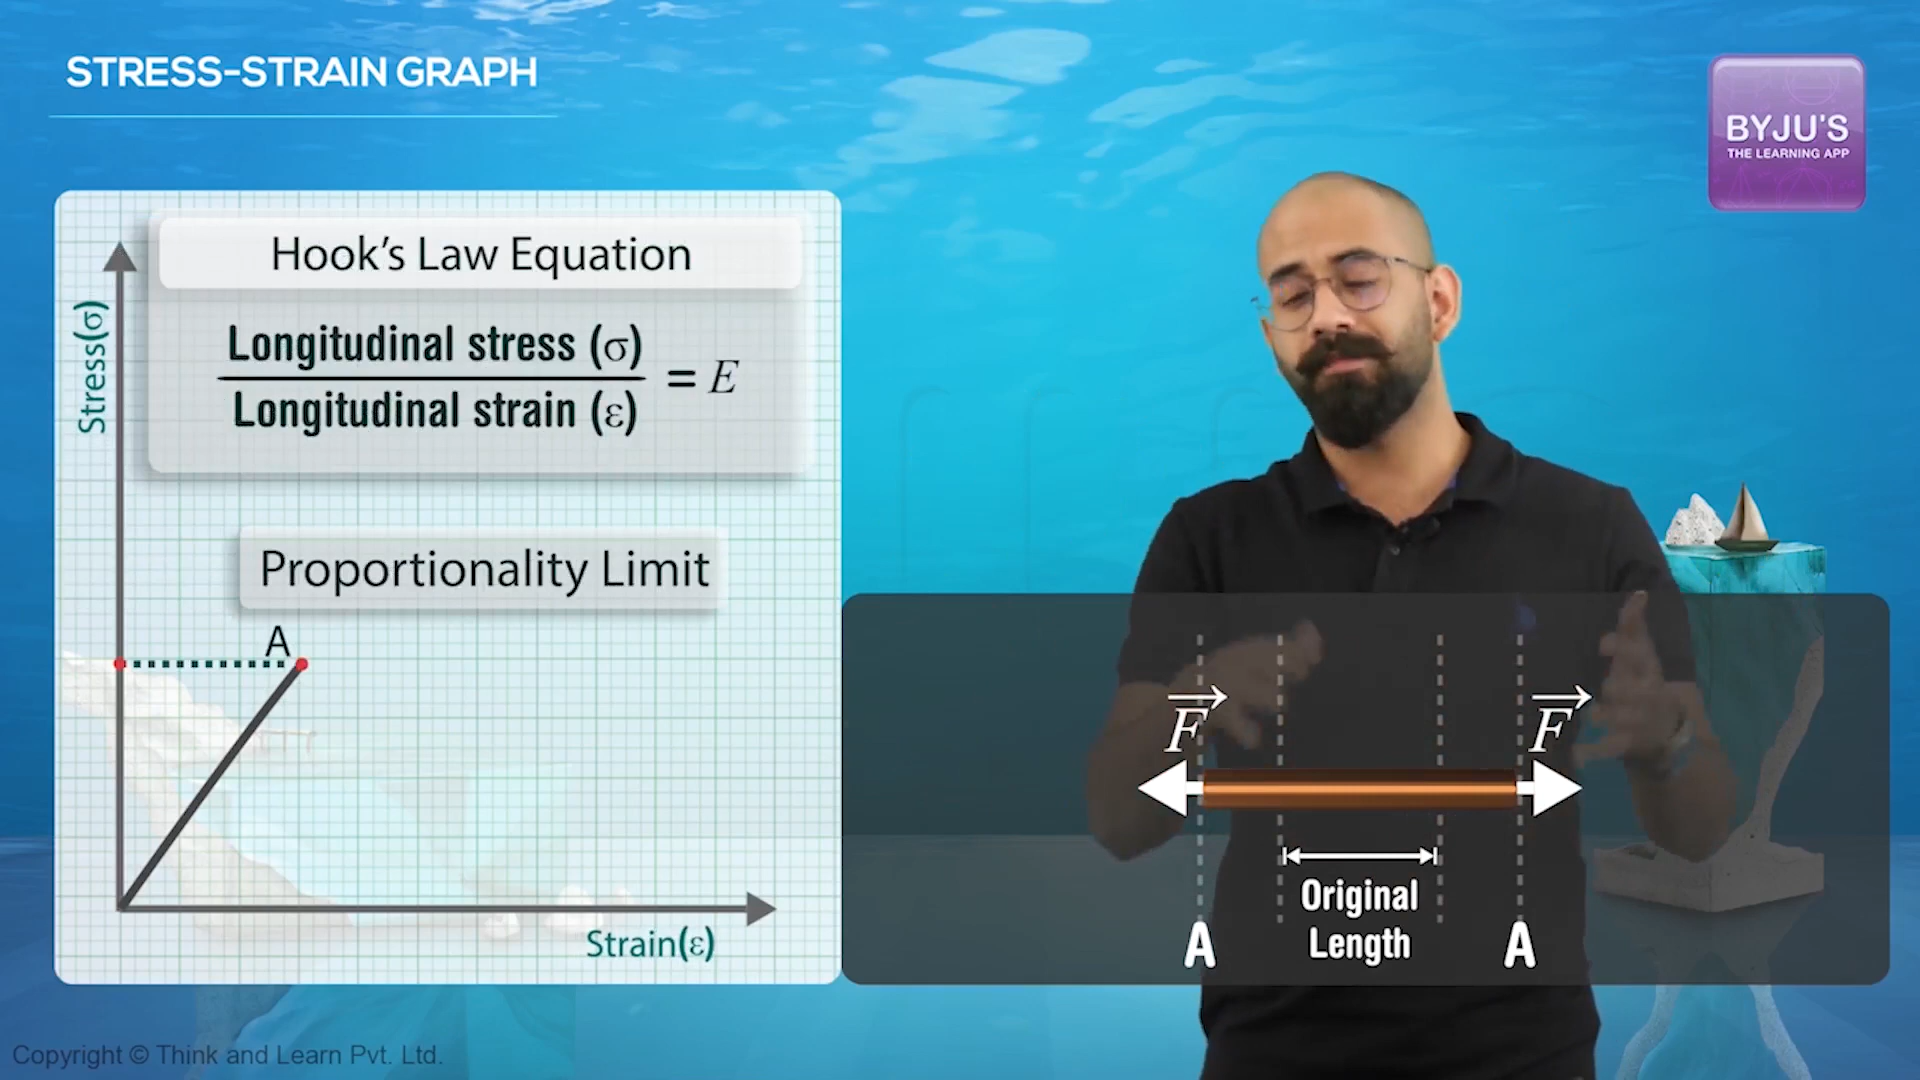 STRESS-STRAIN GRAPH
BYJU'S
THE LEARNING APP
Hook's Law Equation
Longitudinal stress (σ)
Longitudinal strain (ε)
= E
Stress(σ)
Proportionality Limit
A
Strain(ε)
F
F
Original
Length
A
A
Copyright © Think and Learn Pvt. Ltd.